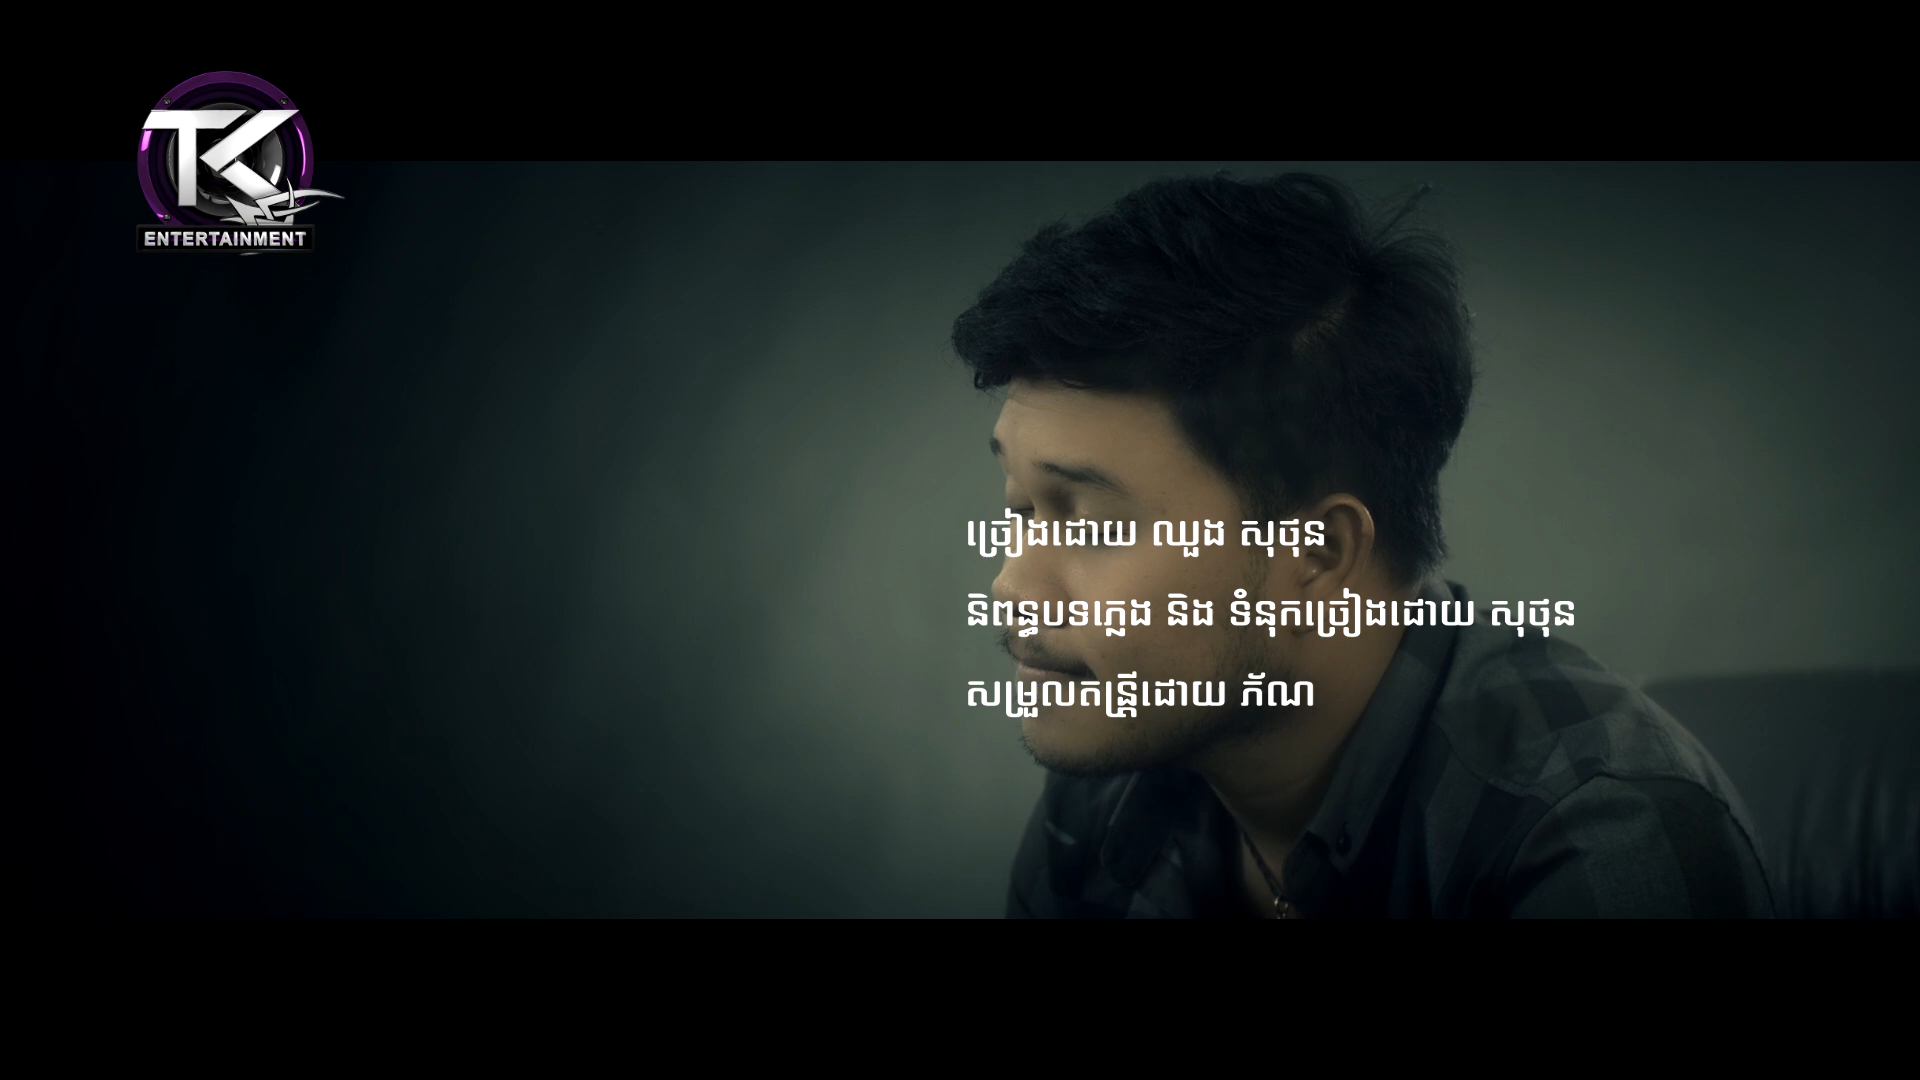 TK
ENTERTAINMENT
ច្រៀងដោយ ឈួង សុថុន
និពន្ធបទភ្លេង និង ទំនុកច្រៀងដោយ សុថុន
សម្រួលតន្ត្រីដោយ ភ័ណ